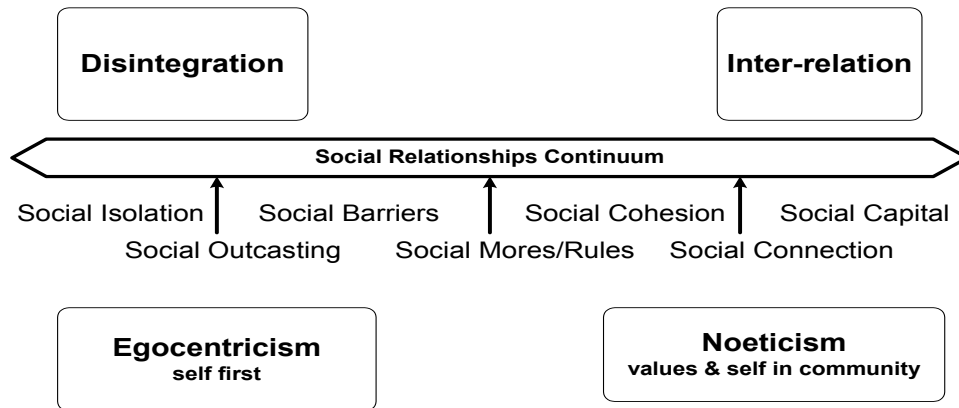 Disintegration
Inter-relation
Social Relationships Continuum
Social Isolation Social Barriers Social Cohesion Social Capital
Social Outcasting Social Mores/Rules Social Connection
Egocentricism
self first
Noeticism
values & self in community